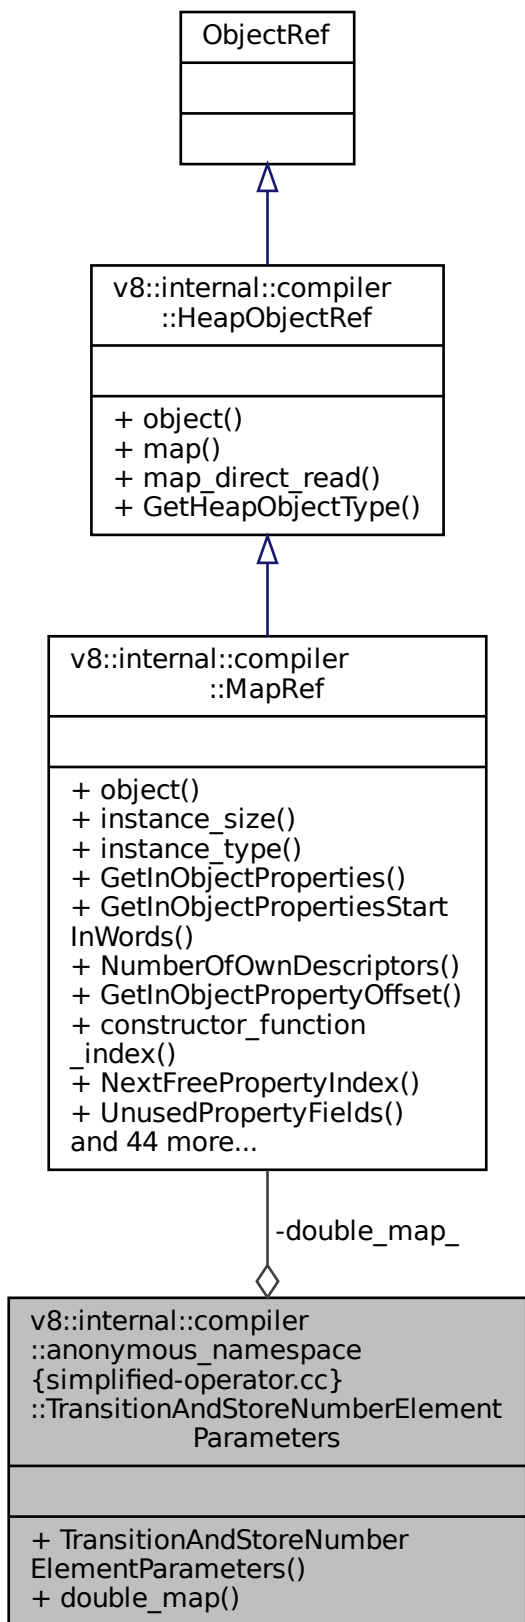 ObjectRef
v8::internal::compiler
::HeapObjectRef
+ object()
+ map()
+ map_direct_read()
+ GetHeapObjectType()
v8::internal::compiler
::MapRef
+ object()
+ instance_size()
+ instance_type()
+ GetInObjectProperties()
+ GetInObjectPropertiesStart
InWords()
+ NumberOfOwnDescriptors()
+ GetInObjectPropertyOffset()
+ constructor_function
_index()
+ NextFreePropertyIndex()
+ UnusedPropertyFields()
and 44 more...
-double_map_
v8::internal::compiler
::anonymous_namespace
{simplified-operator.cc}
::TransitionAndStoreNumberElement
Parameters
+ TransitionAndStoreNumber
ElementParameters()
+ double_map()